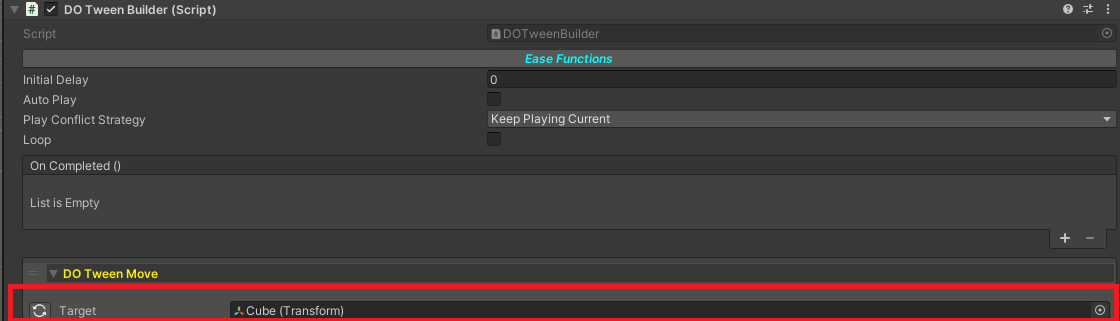 DO Tween Builder (Script)
Script DOTweenBuilder
Ease Functions
Initial Delay 0
Auto Play
Play Conflict Strategy Keep Playing Current
Loop
On Completed ()
List is Empty
DO Tween Move
Target Cube (Transform)